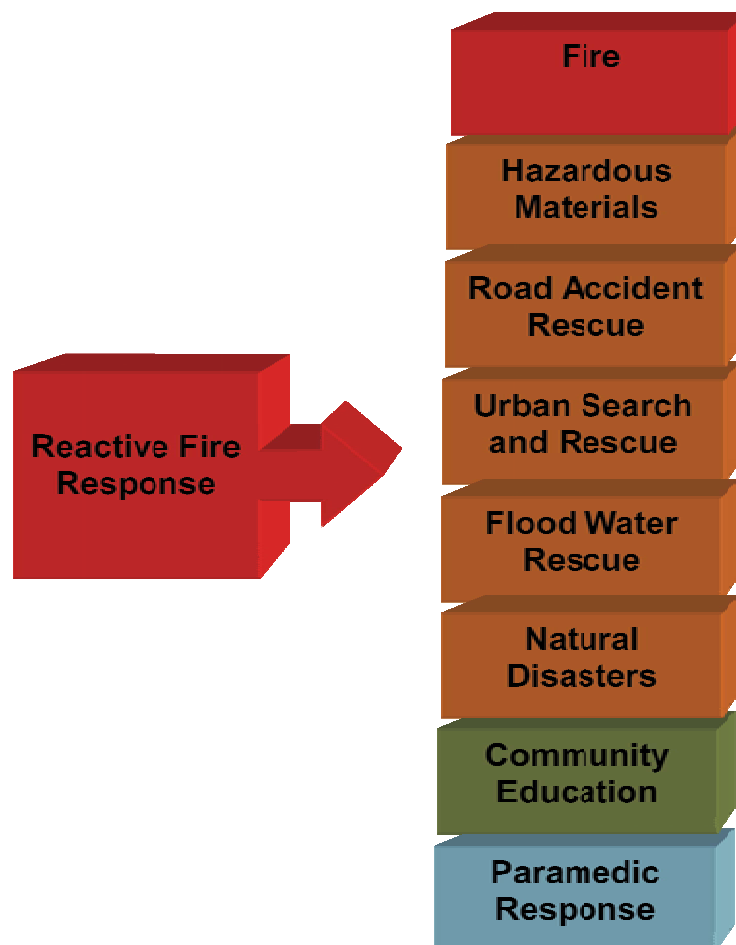 Fire
Hazardous
Materials
Road Accident
Rescue
Reactive Fire
Response
Urban Search
and Rescue
Flood Water
Rescue
Natural
Disasters
Community
Education
Paramedic
Response